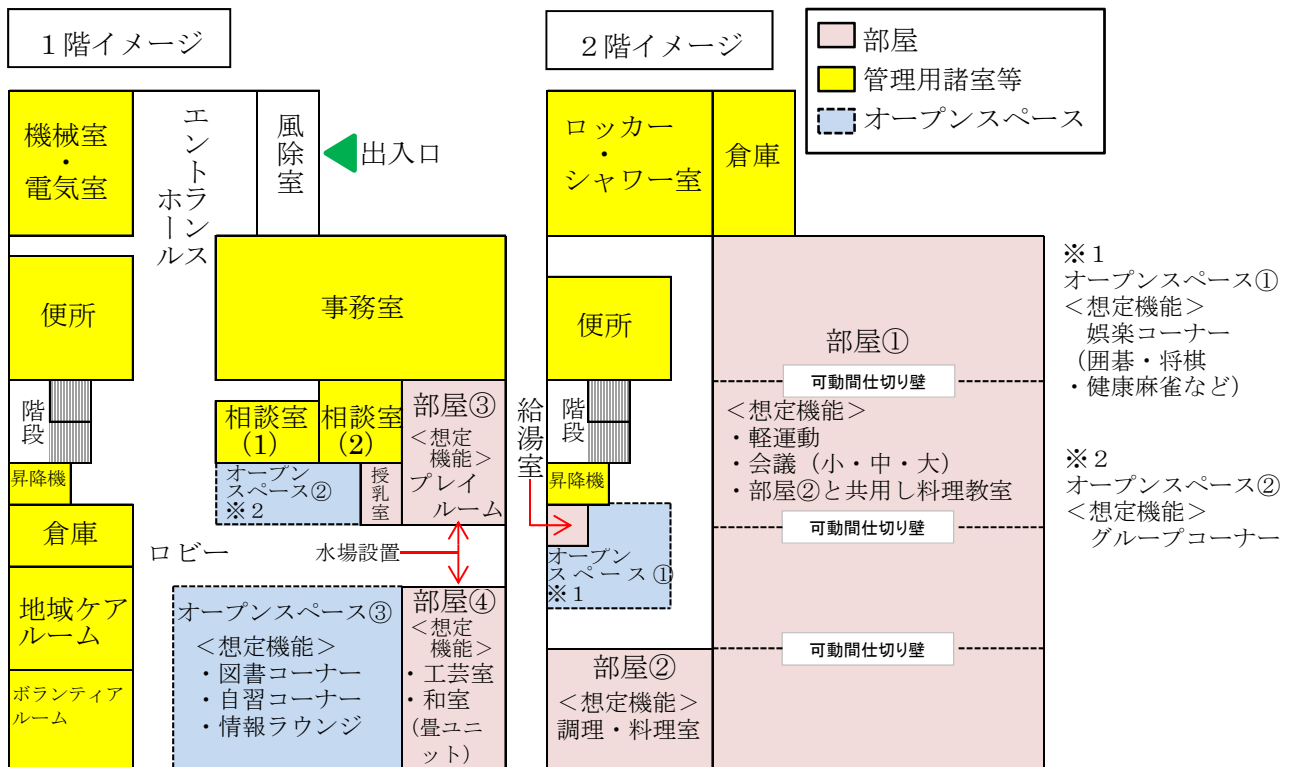 １階イメージ
機械室
・
電気室
エントランス
ホール
風除室
出入口
便所
事務室
階段
相談室
(1)
相談室
(2)
部屋③
＜想定
機能＞
プレイ
ルーム
昇降機
オープン
スペース②
※２
授乳室
倉庫
ロビー
水場設置
地域ケア
ルーム
オープンスペース③
＜想定機能＞
・図書コーナー
・自習コーナー
・情報ラウンジ
部屋④
＜想定
機能＞
・工芸室
・和室
(畳ユニ
ット)
ボランティア
ルーム
２階イメージ
部屋
管理用諸室等
オープンスペース
ロッカー
・
シャワー室
倉庫
便所
部屋①
可動間仕切り壁
＜想定機能＞
・軽運動
・会議（小・中・大）
・部屋②と共用し料理教室
可動間仕切り壁
可動間仕切り壁
給湯室
階段
昇降機
オープン
スペース①
※１
部屋②
＜想定機能＞
調理・料理室
※１
オープンスペース①
＜想定機能＞
娯楽コーナー
(囲碁・将棋
・健康麻雀など)
※２
オープンスペース②
＜想定機能＞
グループコーナー